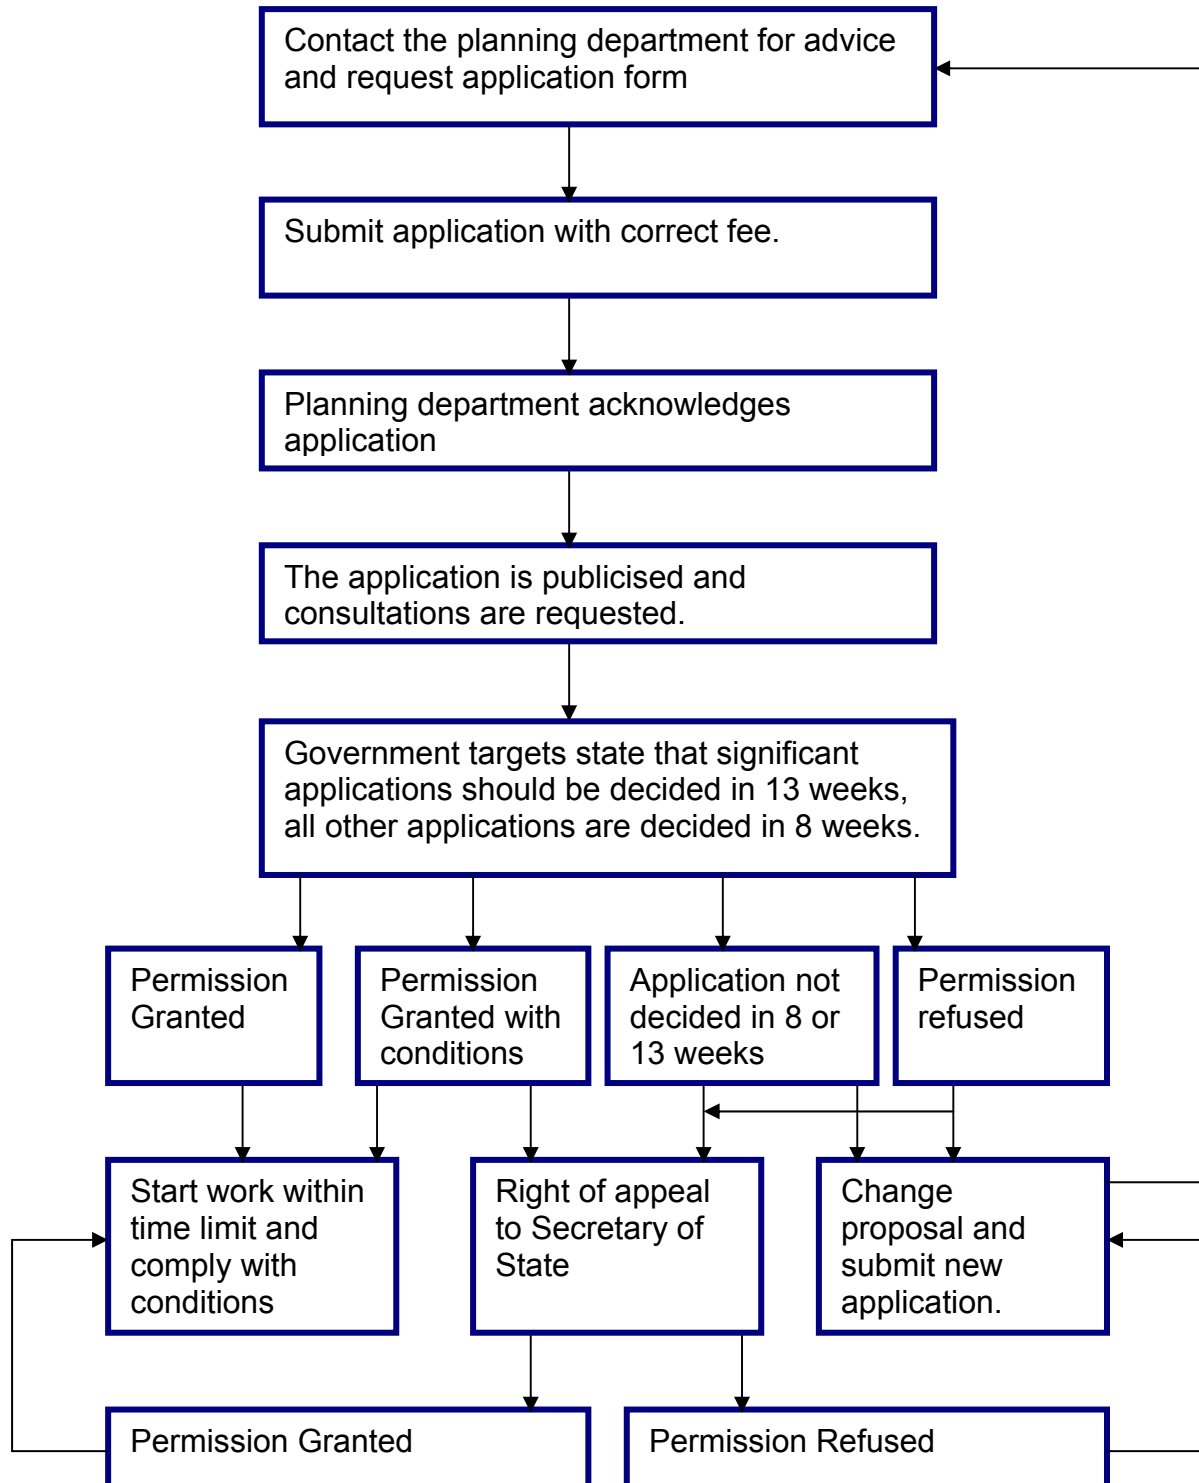 Contact the planning department for advice
and request application form
Submit application with correct fee.
Planning department acknowledges
application
The application is publicised and
consultations are requested.
Government targets state that significant
applications should be decided in 13 weeks,
all other applications are decided in 8 weeks.
Permission
Granted
Permission
Granted with
conditions
Application not
decided in 8 or
13 weeks
Permission
refused
Start work within
time limit and
comply with
conditions
Right of appeal
to Secretary of
State
Change
proposal and
submit new
application.
Permission Granted
Permission Refused